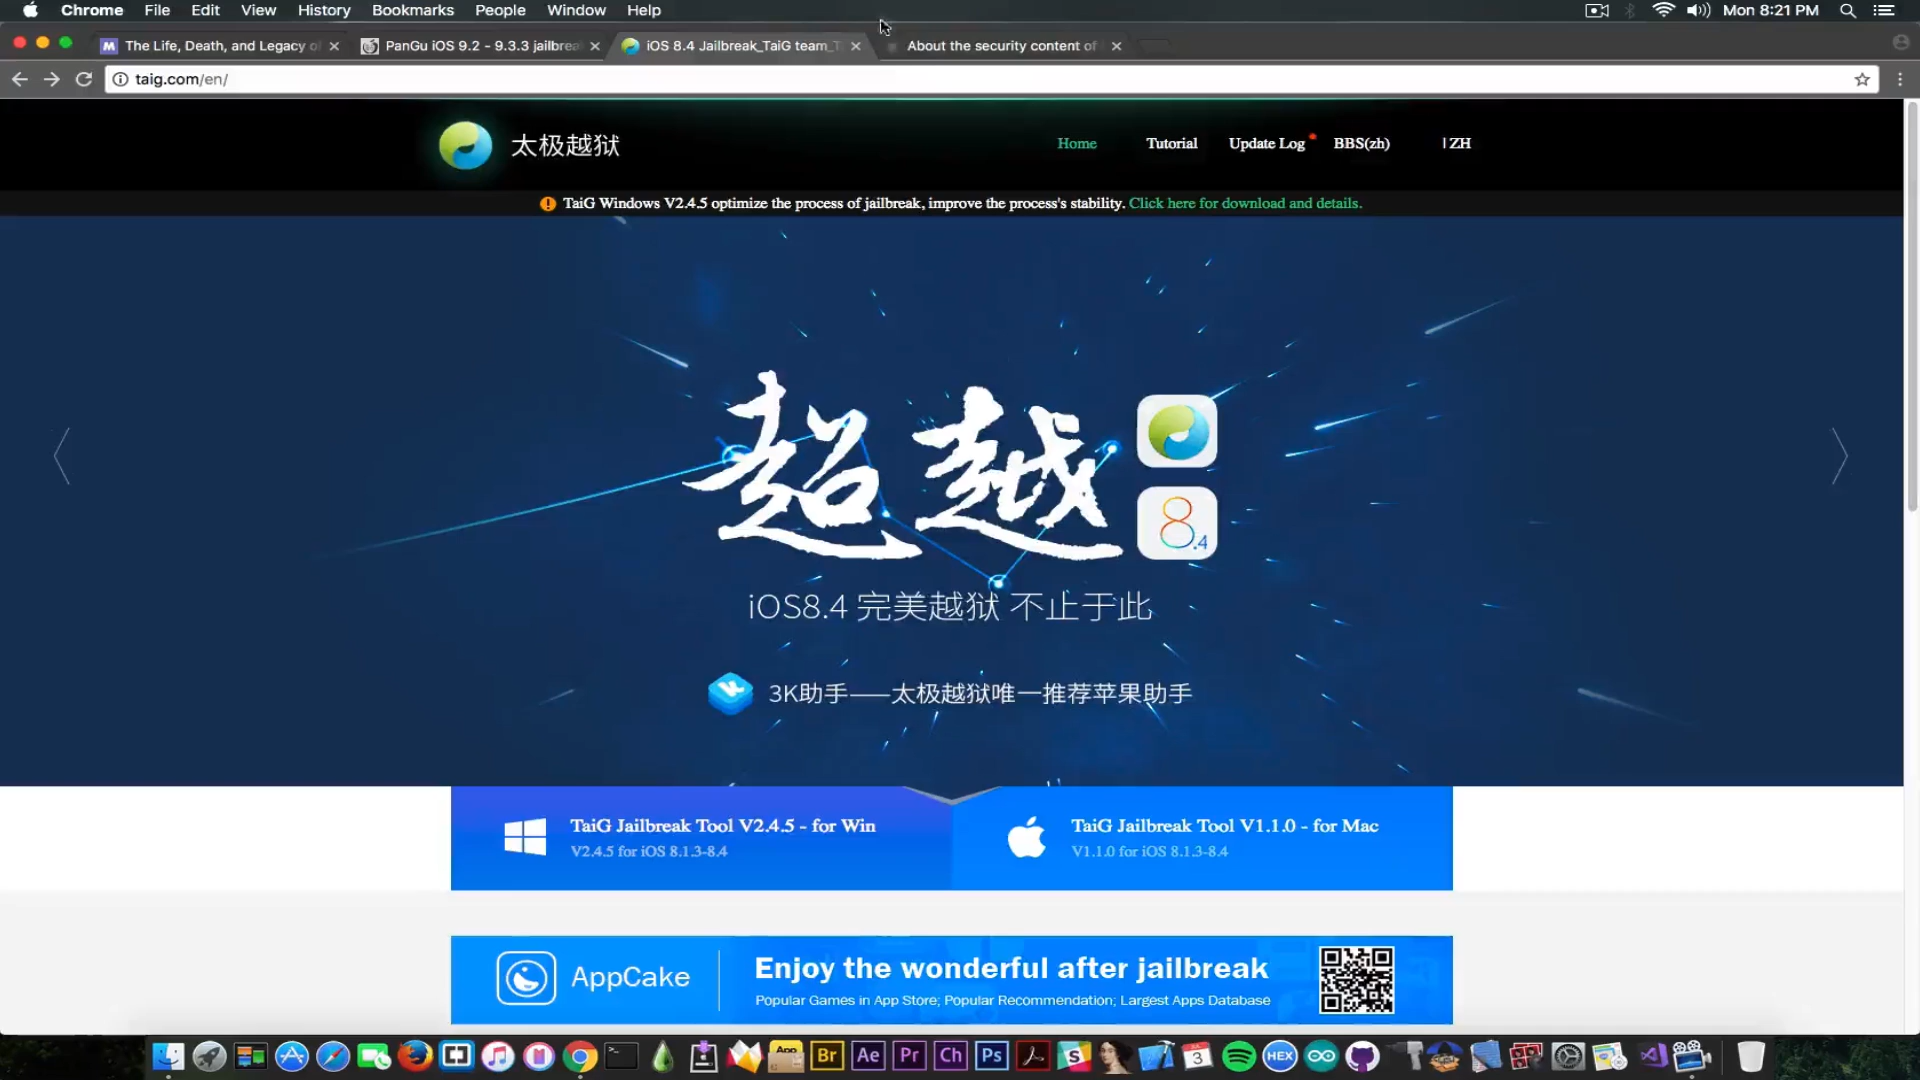 Chrome File Edit View History Bookmarks People Window Help Mon 8:21 PM
The Life, Death, and Legacy o
PanGu iOS 9.2 - 9.3.3 jailbrea
iOS 8.4 Jailbreak_TaiG team_T
About the security content of
taig.com/en/
太极越狱
Home Tutorial Update Log BBS(zh) | ZH
TaiG Windows V2.4.5 optimize the process of jailbreak, improve the process's stability. Click here for download and details.
超越
8.4
iOS8.4 完美越狱 不止于此
3K助手——太极越狱唯一推荐苹果助手
TaiG Jailbreak Tool V2.4.5 - for Win
V2.4.5 for iOS 8.1.3-8.4
TaiG Jailbreak Tool V1.1.0 - for Mac
V1.1.0 for iOS 8.1.3-8.4
AppCake
Enjoy the wonderful after jailbreak
Popular Games in App Store; Popular Recommendation; Largest Apps Database
App Br Ae Pr Ch Ps 3 HEX